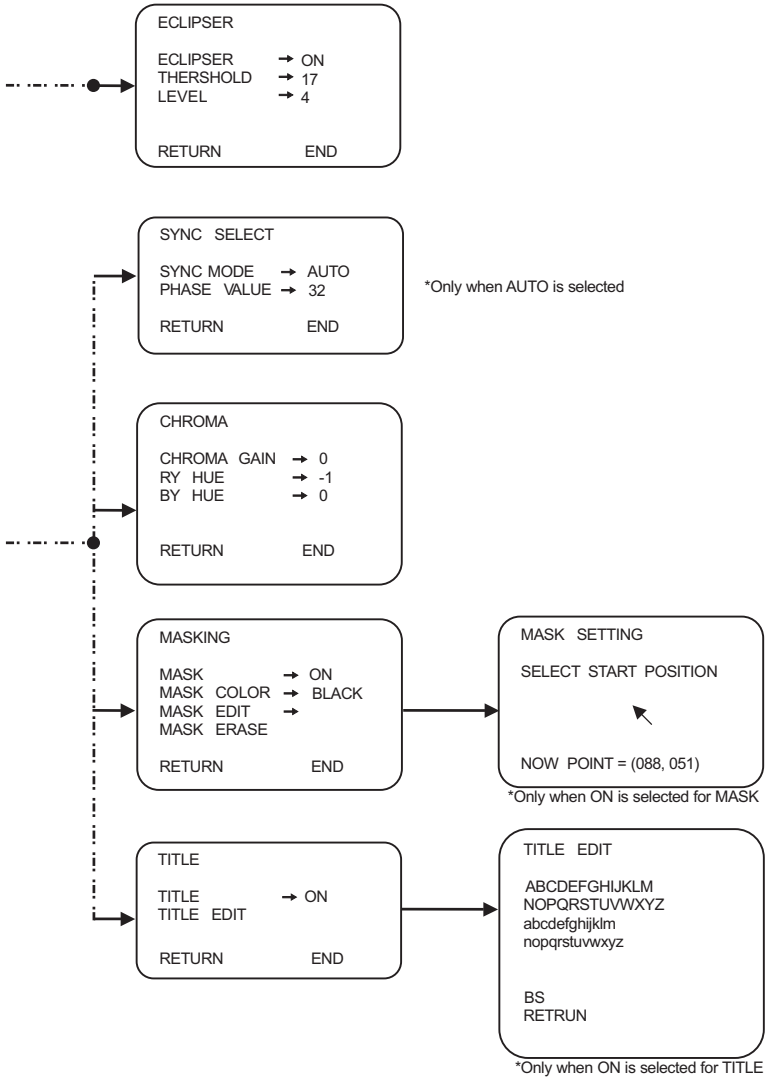 ECLIPSER
ECLIPSER → ON
THERSHOLD → 17
LEVEL → 4
RETURN END
SYNC SELECT
SYNC MODE → AUTO
PHASE VALUE → 32
RETURN END
*Only when AUTO is selected
CHROMA
CHROMA GAIN → 0
RY HUE → -1
BY HUE → 0
RETURN END
MASKING
MASK → ON
MASK COLOR → BLACK
MASK EDIT →
MASK ERASE
RETURN END
MASK SETTING
SELECT START POSITION
NOW POINT = (088, 051)
*Only when ON is selected for MASK
TITLE
TITLE → ON
TITLE EDIT
RETURN END
TITLE EDIT
ABCDEFGHIJKLM
NOPQRSTUVWXYZ
abcdefghijklm
nopqrstuvwxyz
BS
RETRUN
*Only when ON is selected for TITLE